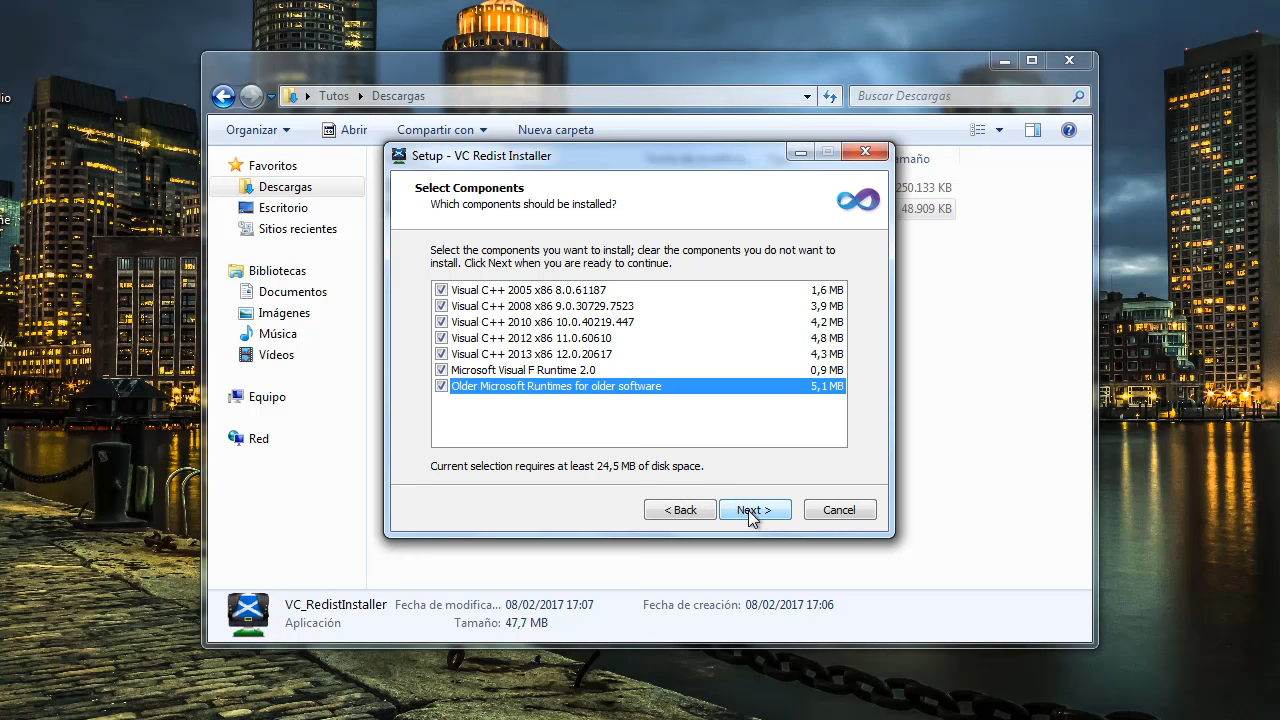 Tutos Descargas
Buscar Descargas
Organizar Abrir Compartir con Nueva carpeta
Favoritos
Descargas
Escritorio
Sitios recientes
Bibliotecas
Documentos
Imágenes
Música
Vídeos
Equipo
Red
250.133 KB
48.909 KB
Setup - VC Redist Installer
Select Components
Which components should be installed?
Select the components you want to install; clear the components you do not want to
install. Click Next when you are ready to continue.
Visual C++ 2005 x86 8.0.61187 1,6 MB
Visual C++ 2008 x86 9.0.30729.7523 3,9 MB
Visual C++ 2010 x86 10.0.40219.447 4,2 MB
Visual C++ 2012 x86 11.0.60610 4,8 MB
Visual C++ 2013 x86 12.0.20617 4,3 MB
Microsoft Visual F Runtime 2.0 0,9 MB
Older Microsoft Runtimes for older software 5,1 MB
Current selection requires at least 24,5 MB of disk space.
< Back Next > Cancel
VC_RedistInstaller Fecha de modifica... 08/02/2017 17:07 Fecha de creación: 08/02/2017 17:06
Aplicación Tamaño: 47,7 MB